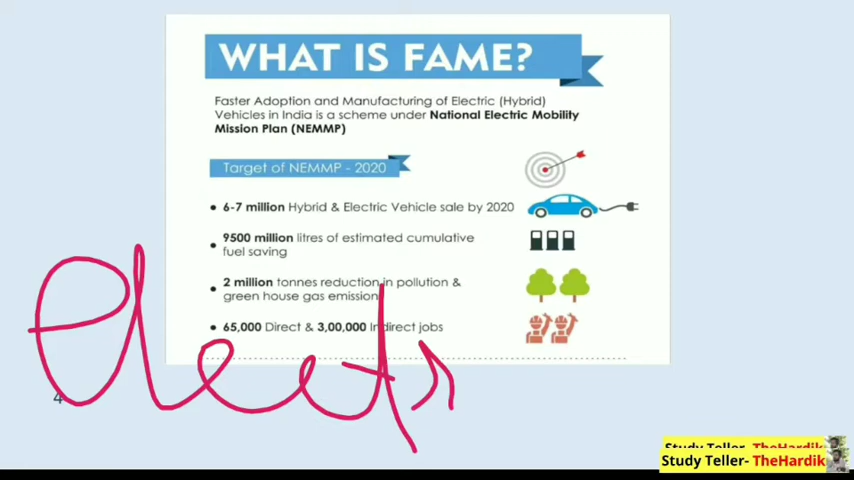 WHAT IS FAME?
Faster Adoption and Manufacturing of Electric (Hybrid)
Vehicles in India is a scheme under National Electric Mobility
Mission Plan (NEMMP)
Target of NEMMP - 2020
• 6-7 million Hybrid & Electric Vehicle sale by 2020
• 9500 million litres of estimated cumulative
fuel saving
• 2 million tonnes reduction in pollution &
green house gas emission
• 65,000 Direct & 3,00,000 Indirect jobs
Electr
4
Study Teller- TheHardik
Study Teller- TheHardik